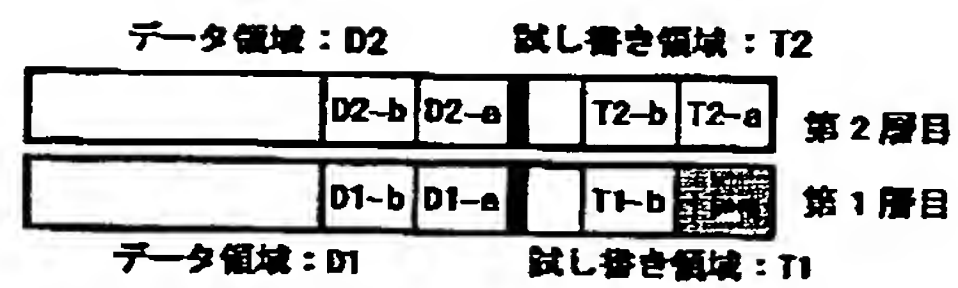 データ領域：D2 試し書き領域：T2
D2-b D2-a T2-b T2-a 第2層目
D1-b D1-a T1-b 第1層目
データ領域：D1 試し書き領域：T1